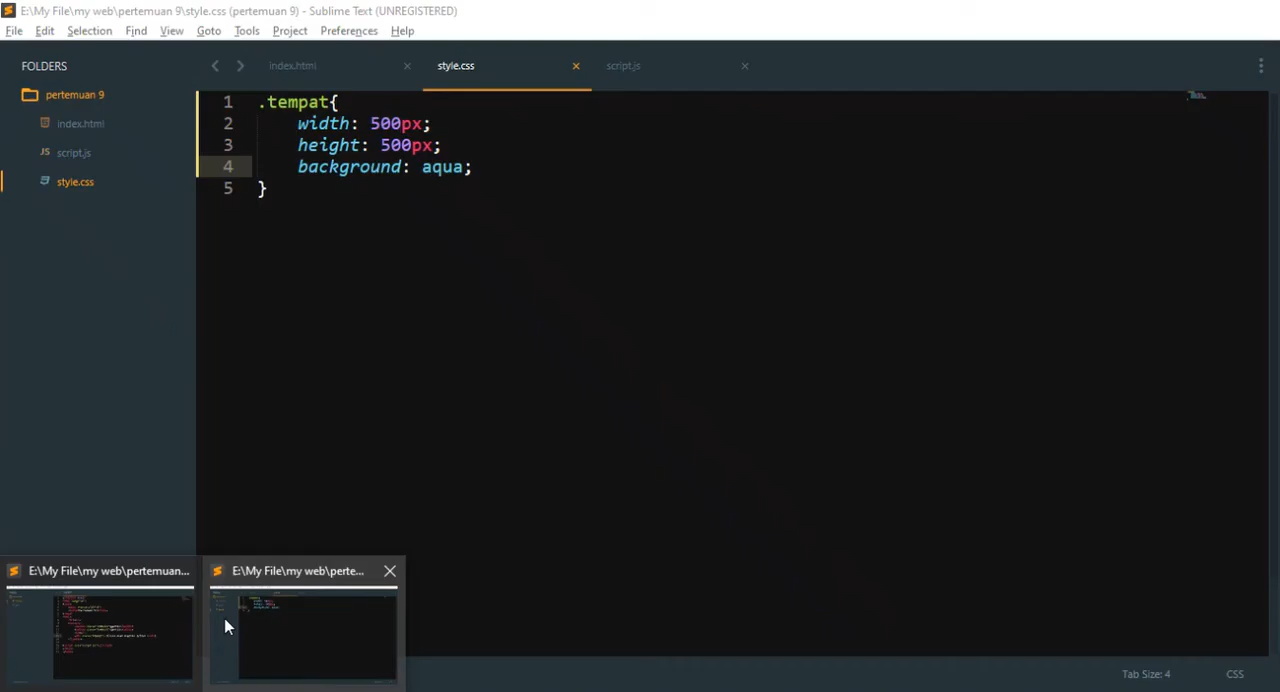 E:\My File\my web\pertemuan 9\style.css (pertemuan 9) - Sublime Text (UNREGISTERED)
File Edit Selection Find View Goto Tools Project Preferences Help
FOLDERS
pertemuan 9
index.html
script.js
style.css
index.html style.css script.js
1 .tempat{
2 width: 500px;
3 height: 500px;
4 background: aqua;
5 }
E:\My File\my web\pertemuan...
E:\My File\my web\perte...
Tab Size: 4 CSS